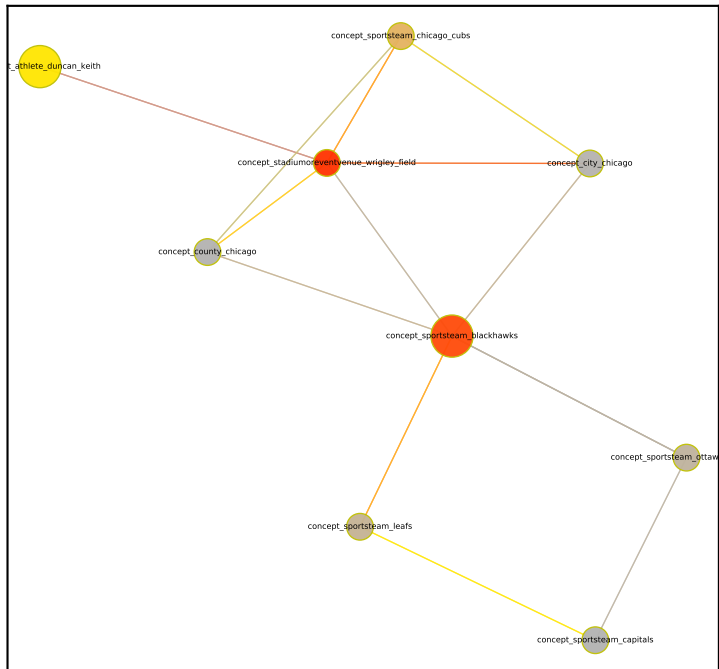 concept_sportsteam_chicago_cubs
t_athlete_duncan_keith
concept_stadiumoreventvenue_wrigley_field
concept_city_chicago
concept_county_chicago
concept_sportsteam_blackhawks
concept_sportsteam_ottaw
concept_sportsteam_leafs
concept_sportsteam_capitals